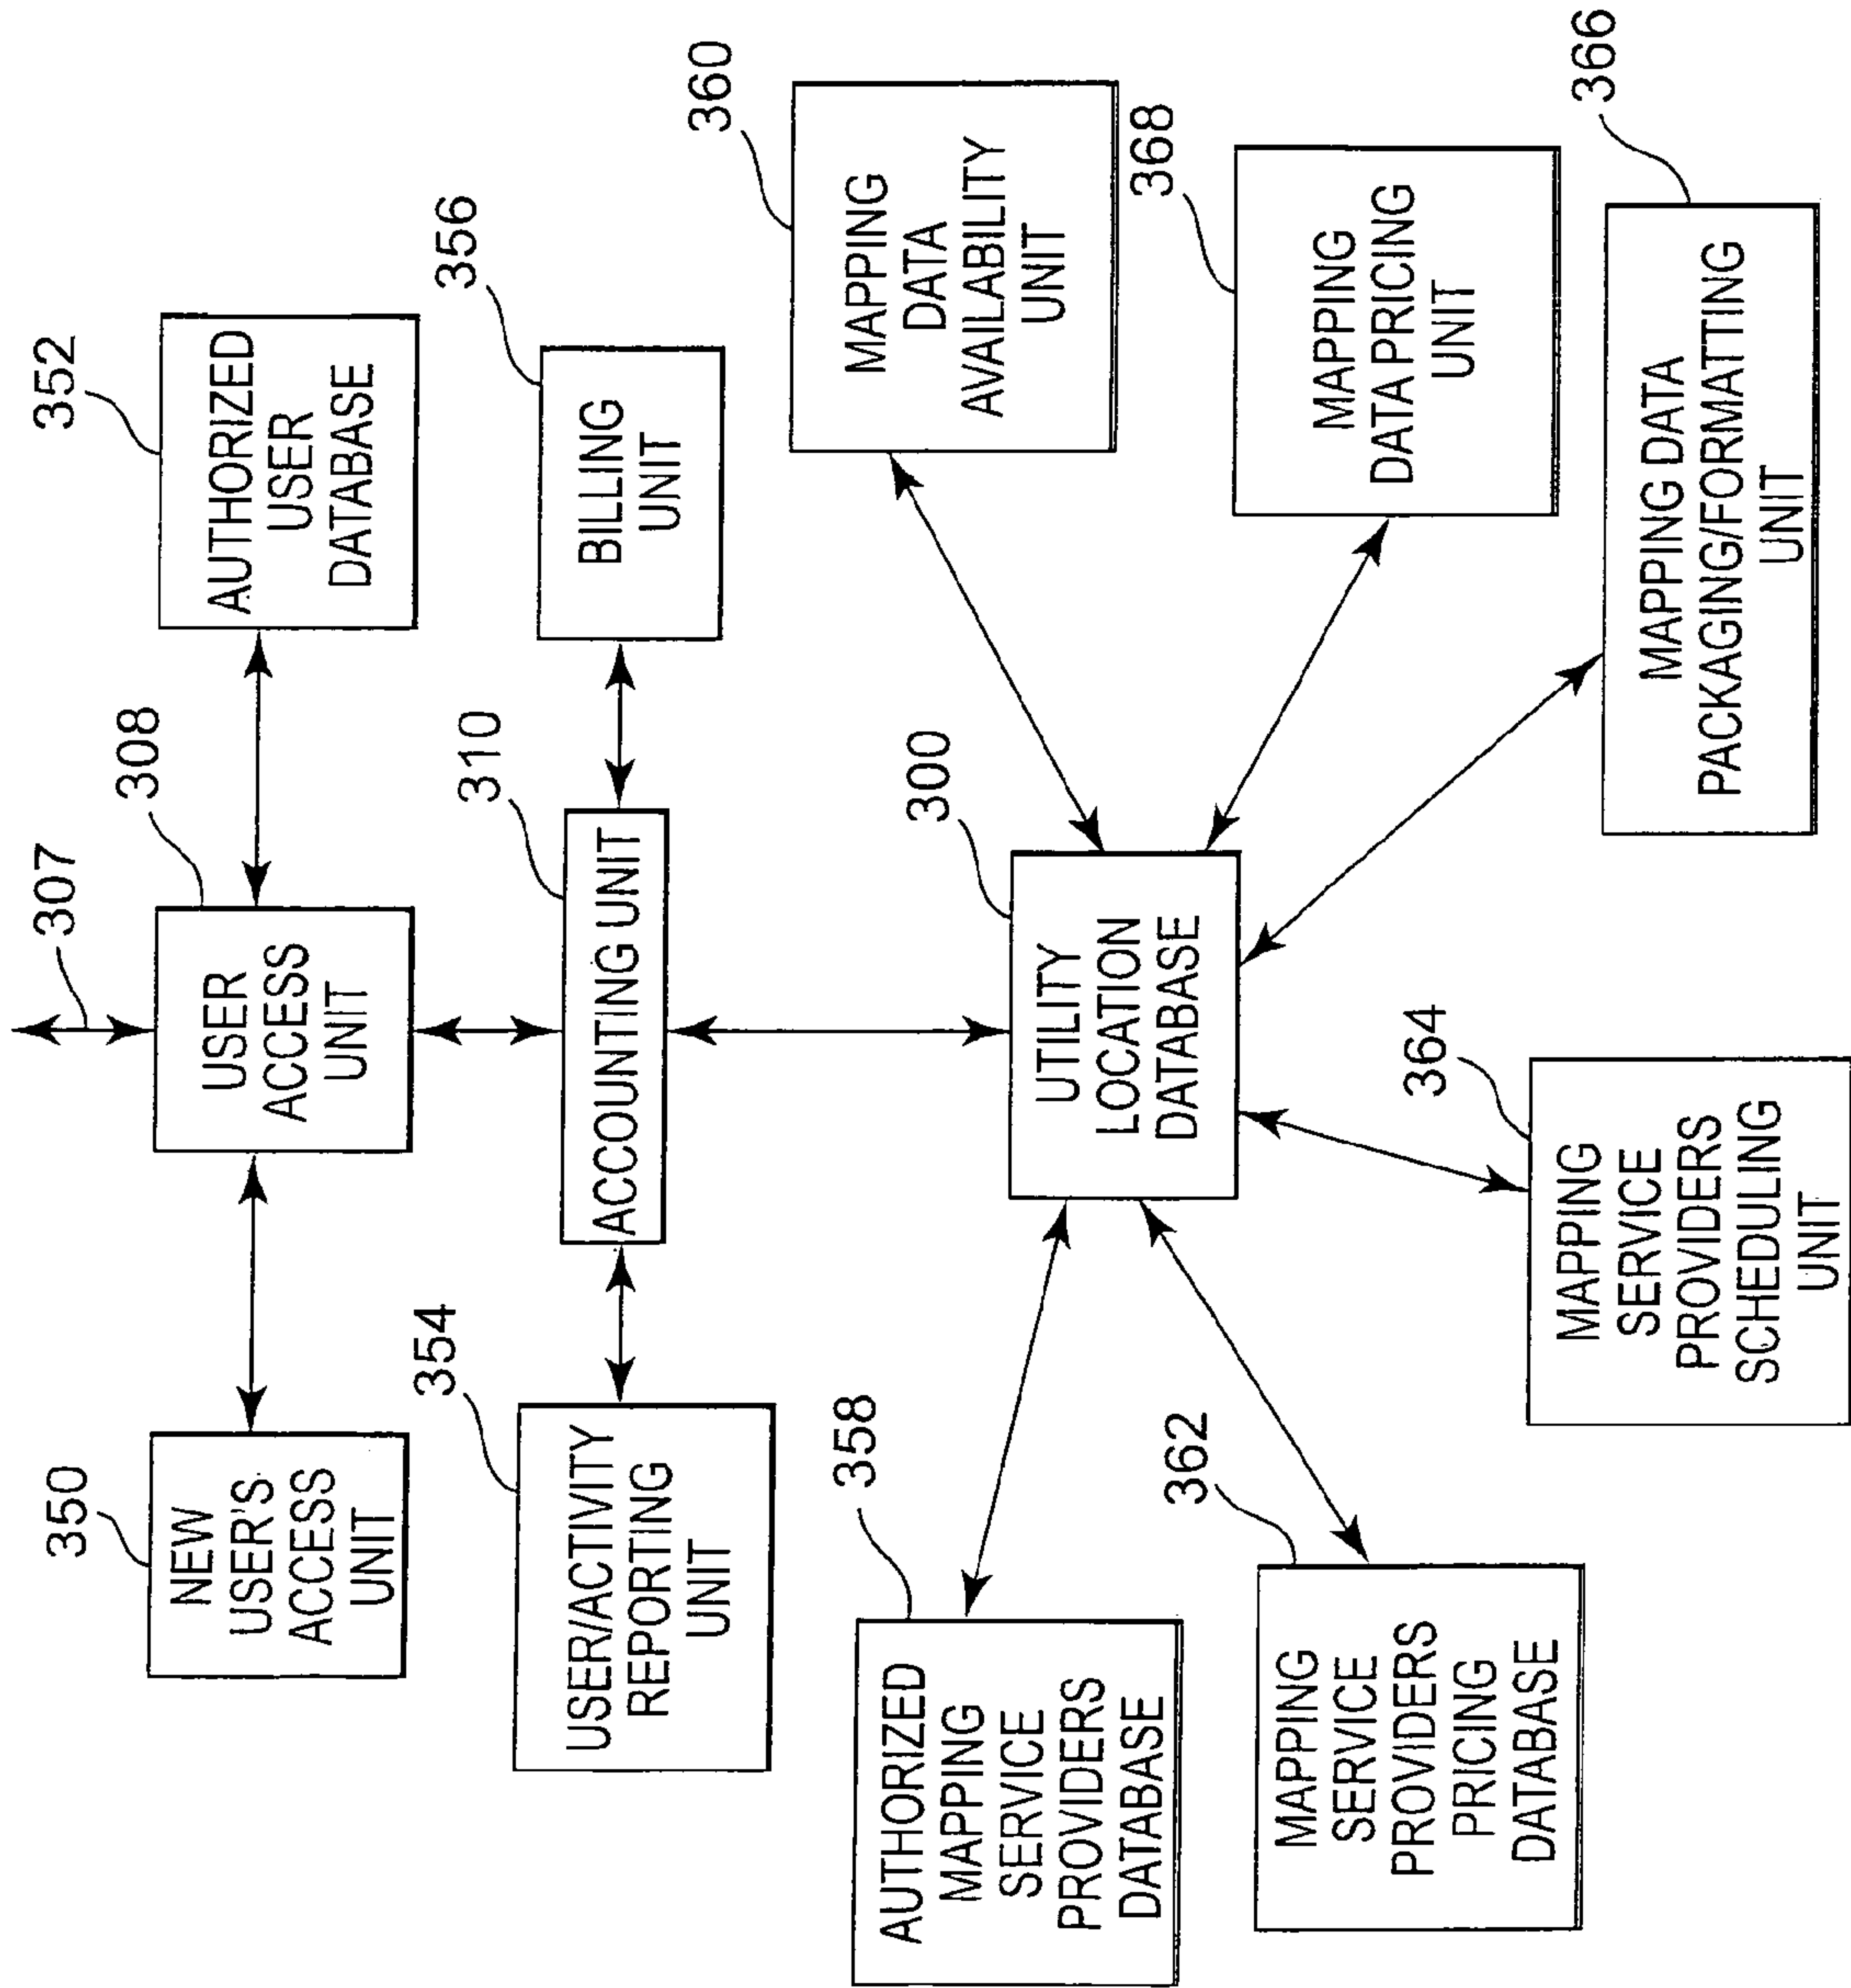 307
350
NEW
USER'S
ACCESS
UNIT
308
USER
ACCESS
UNIT
352
AUTHORIZED
USER
DATABASE
354
USER/ACTIVITY
REPORTING
UNIT
310
ACCOUNTING UNIT
356
BILLING
UNIT
358
AUTHORIZED
MAPPING
SERVICE
PROVIDERS
DATABASE
300
UTILITY
LOCATION
DATABASE
360
MAPPING
DATA
AVAILABILITY
UNIT
362
MAPPING
SERVICE
PROVIDERS
PRICING
DATABASE
368
MAPPING
DATA PRICING
UNIT
364
MAPPING
SERVICE
PROVIDERS
SCHEDULING
UNIT
366
MAPPING DATA
PACKAGING/FORMATTING
UNIT